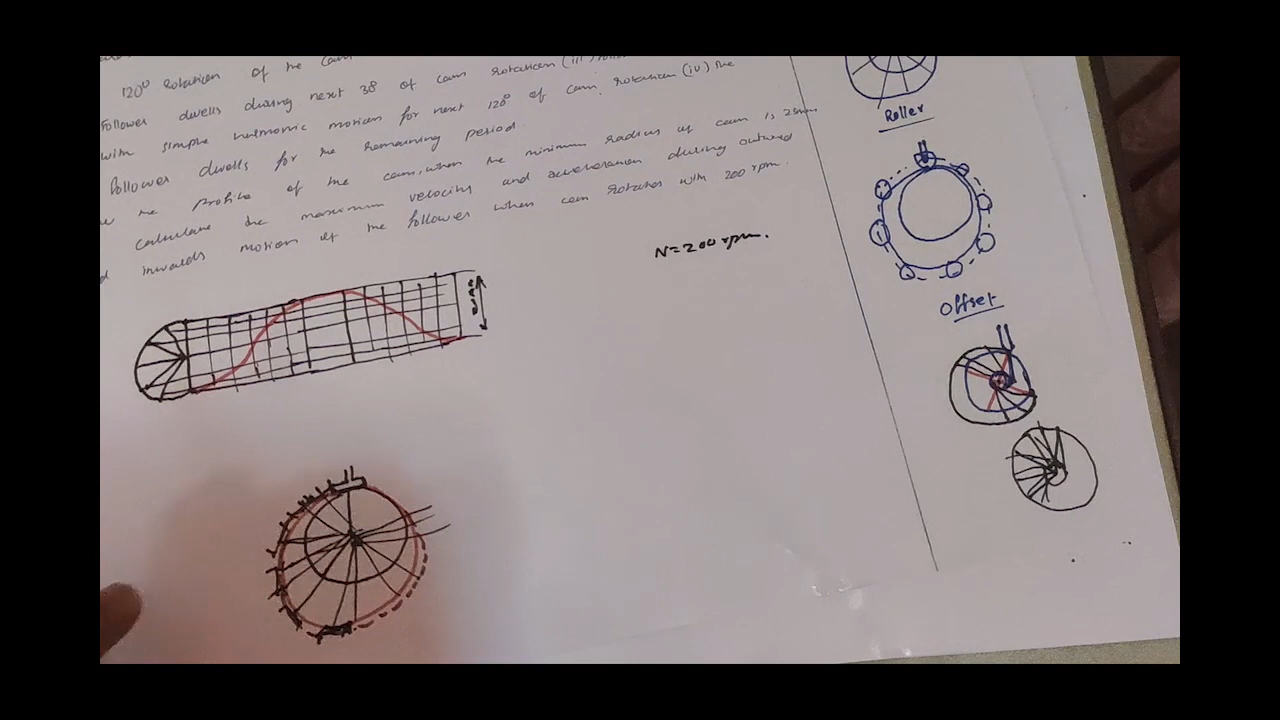 120° Rotation of the cam
Follower dwells during next 30 of cam Rotation (iii) Follo
with simple harmonic motion for next 120° of cam rotation (iv) The
Follower dwells for the remaining period.
the profile of the cam, when the minimum radius of cam is 25mm
calculate the maximum velocity and acceleration during outward
d inwards motion of the follower when cam Rotates with 200 rpm.
N=200 rpm.
Roller
Offset